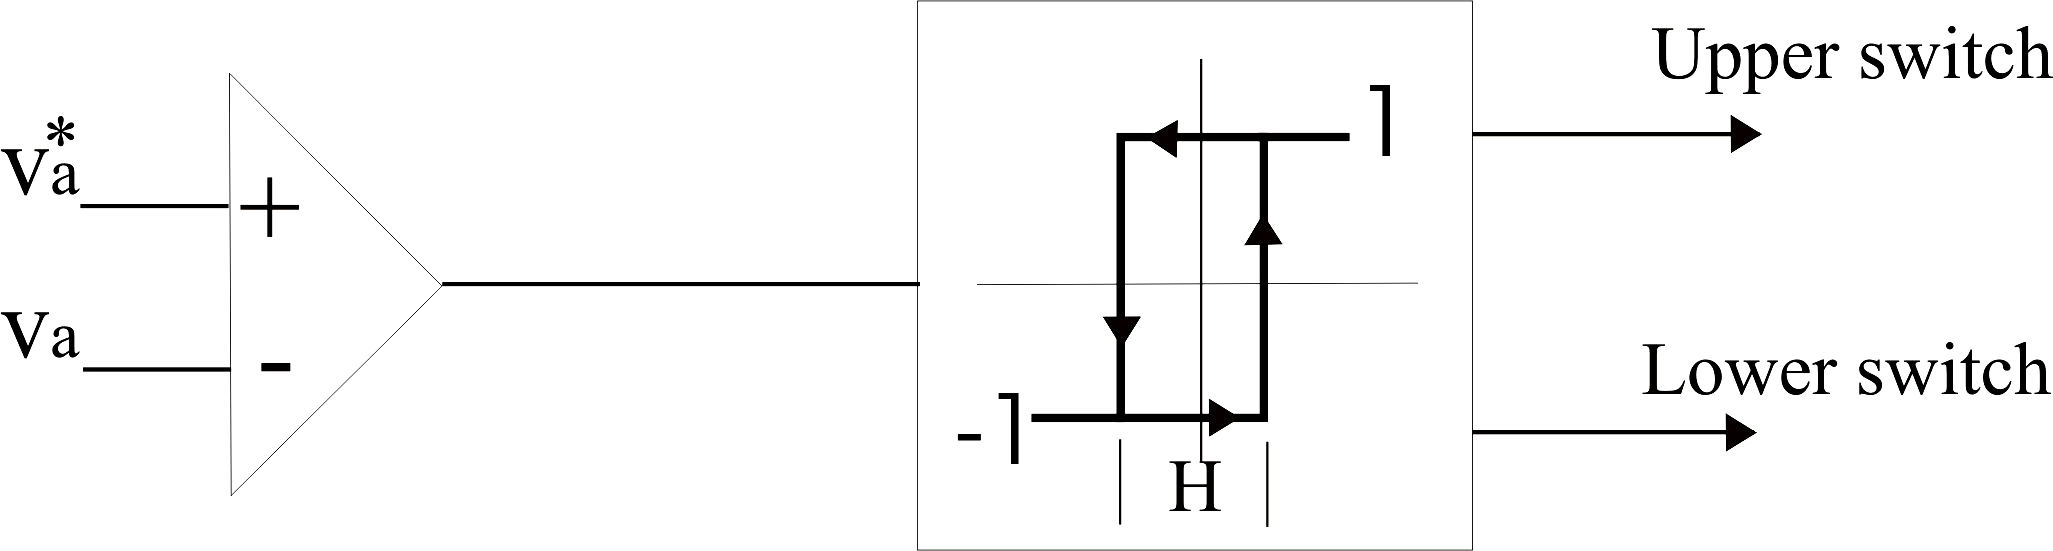 va*
+
va
-
1
-1
H
Upper switch
Lower switch